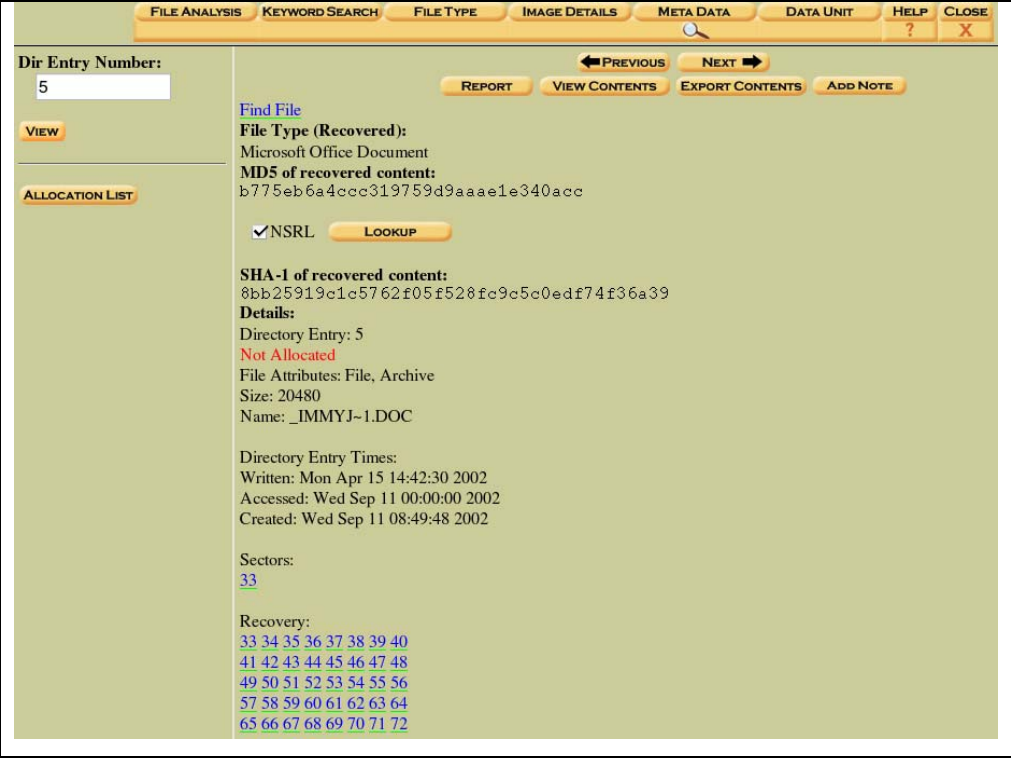 FILE ANALYSIS KEYWORD SEARCH FILE TYPE IMAGE DETAILS META DATA DATA UNIT HELP CLOSE
? X
Dir Entry Number:
5
VIEW
ALLOCATION LIST
PREVIOUS NEXT
REPORT VIEW CONTENTS EXPORT CONTENTS ADD NOTE
Find File
File Type (Recovered):
Microsoft Office Document
MD5 of recovered content:
b775eb6a4ccc319759d9aaae1e340acc
NSRL LOOKUP
SHA-1 of recovered content:
8bb25919c1c5762f05f528fc9c5c0edf74f36a39
Details:
Directory Entry: 5
Not Allocated
File Attributes: File, Archive
Size: 20480
Name: _IMMYJ~1.DOC
Directory Entry Times:
Written: Mon Apr 15 14:42:30 2002
Accessed: Wed Sep 11 00:00:00 2002
Created: Wed Sep 11 08:49:48 2002
Sectors:
33
Recovery:
33 34 35 36 37 38 39 40
41 42 43 44 45 46 47 48
49 50 51 52 53 54 55 56
57 58 59 60 61 62 63 64
65 66 67 68 69 70 71 72